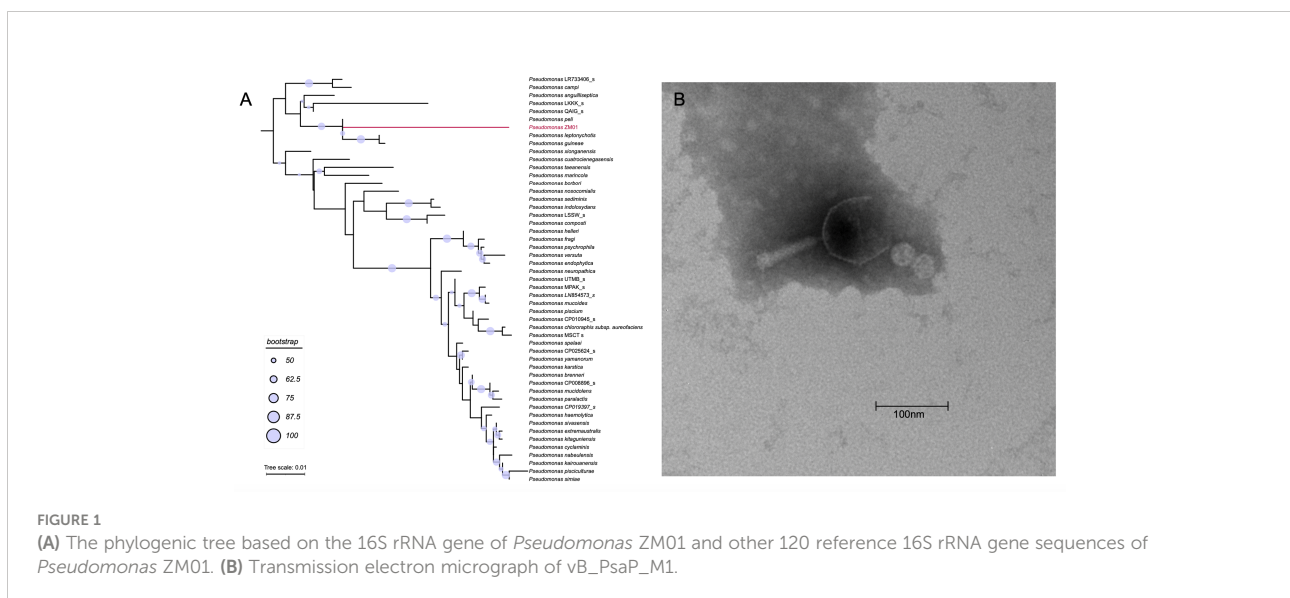 A
Pseudomonas LR733406_s
Pseudomonas campi
Pseudomonas anguilliseptica
Pseudomonas LKKK_s
Pseudomonas QAIG_s
Pseudomonas peli
Pseudomonas ZM01
Pseudomonas leptonychotis
Pseudomonas guineae
Pseudomonas xionganensis
Pseudomonas cuatrocienegasensis
Pseudomonas taeanensis
Pseudomonas marincola
Pseudomonas borbori
Pseudomonas nosocomialis
Pseudomonas sediminis
Pseudomonas indoloxydans
Pseudomonas LSSW_s
Pseudomonas composti
Pseudomonas helleri
Pseudomonas fragi
Pseudomonas psychrophila
Pseudomonas versuta
Pseudomonas endophytica
Pseudomonas neuropathica
Pseudomonas UTMB_s
Pseudomonas MPAK_s
Pseudomonas LN854573_s
Pseudomonas mucoides
Pseudomonas piscium
Pseudomonas CP010945_s
Pseudomonas chlororaphis subsp. aureofaciens
Pseudomonas MSCT s
Pseudomonas spelaei
Pseudomonas CP025624_s
Pseudomonas yamanorum
Pseudomonas karstica
Pseudomonas brenneri
Pseudomonas CP008896_s
Pseudomonas mucidolens
Pseudomonas paralactis
Pseudomonas CP019397_s
Pseudomonas haemolytica
Pseudomonas sivasensis
Pseudomonas extremaustralis
Pseudomonas kitaguniensis
Pseudomonas cyclaminis
Pseudomonas nabeulensis
Pseudomonas kairouanensis
Pseudomonas pisciculturae
Pseudomonas simiae
bootstrap
50
62.5
75
87.5
100
Tree scale: 0.01
B
100nm
FIGURE 1
(A) The phylogenic tree based on the 16S rRNA gene of Pseudomonas ZM01 and other 120 reference 16S rRNA gene sequences of
Pseudomonas ZM01. (B) Transmission electron micrograph of vB_PsaP_M1.